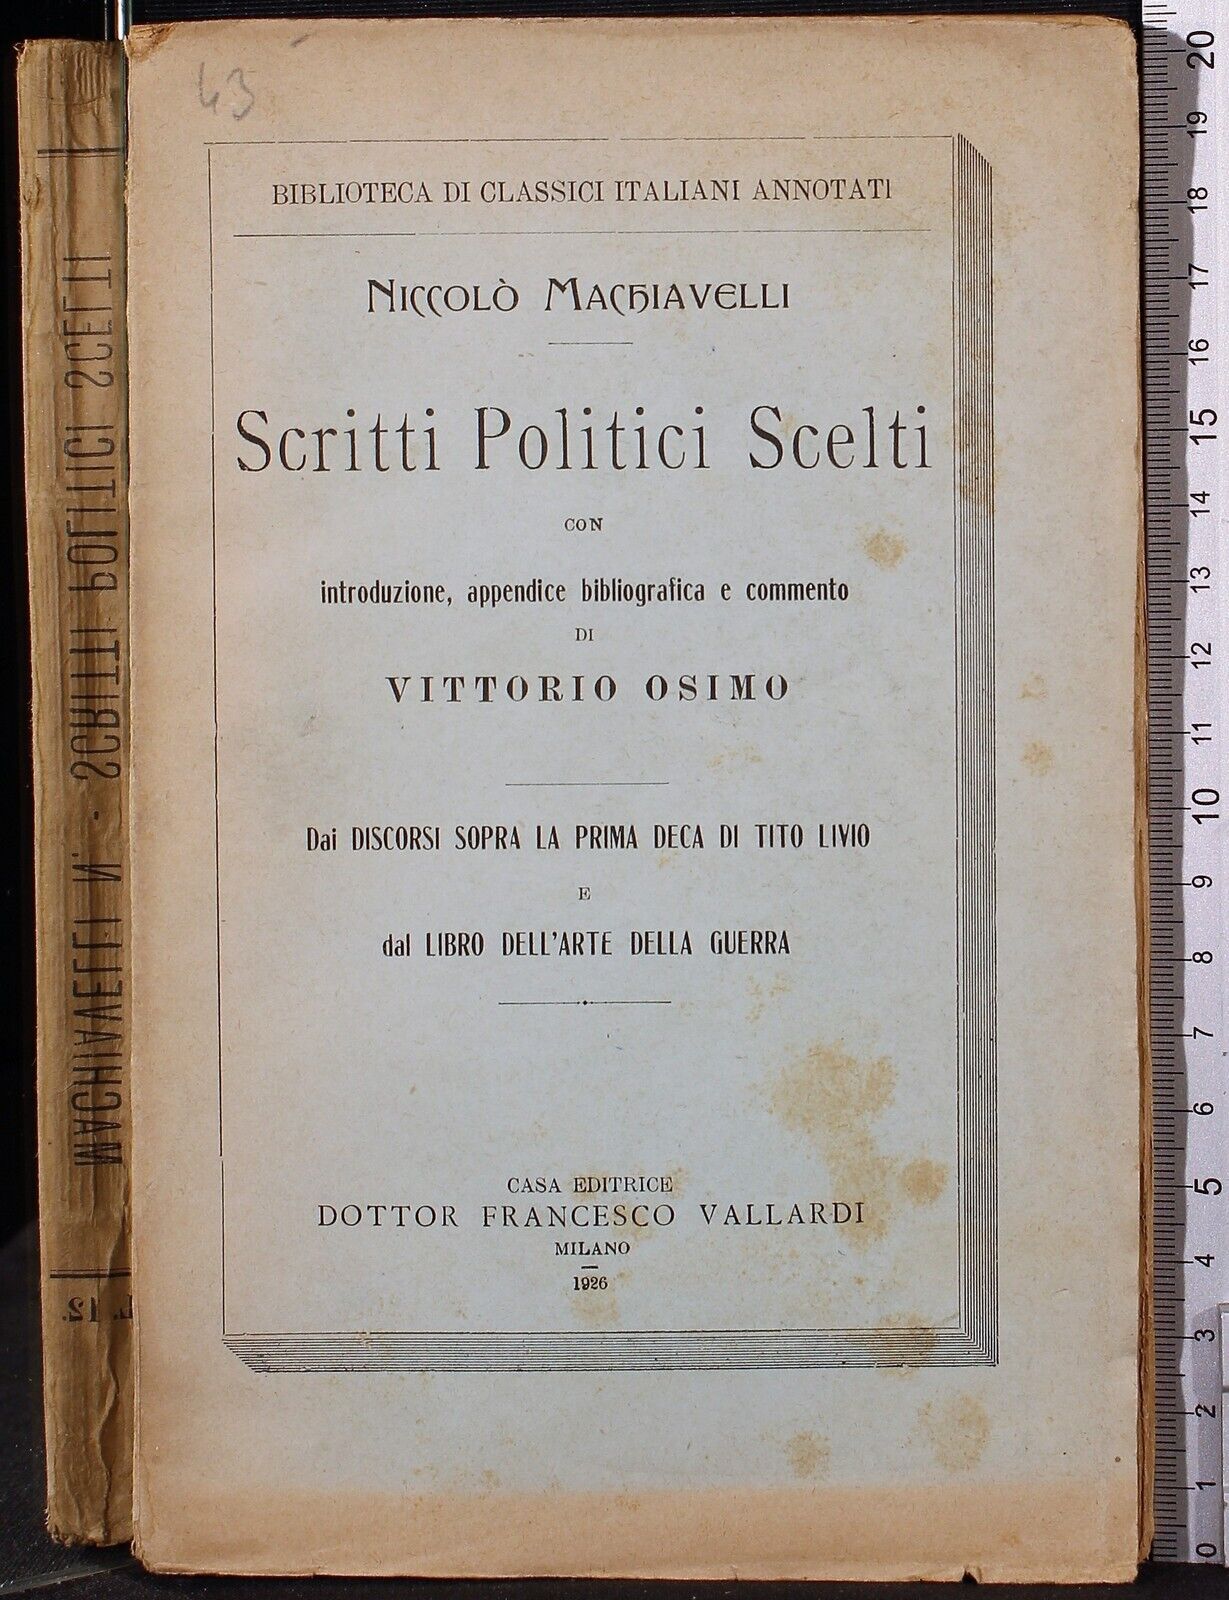 43
BIBLIOTECA DI CLASSICI ITALIANI ANNOTATI
NICCOLÒ MACHIAVELLI
Scritti Politici Scelti
CON
introduzione, appendice bibliografica e commento
DI
VITTORIO OSIMO
Dai DISCORSI SOPRA LA PRIMA DECA DI TITO LIVIO
E
dal LIBRO DELL'ARTE DELLA GUERRA
CASA EDITRICE
DOTTOR FRANCESCO VALLARDI
MILANO
1926
MACHIAVELLI N. - SCRITTI POLITICI SCELTI
L. 12.
20
19
18
17
16
15
14
13
12
11
10
9
8
7
6
5
4
3
2
1
0